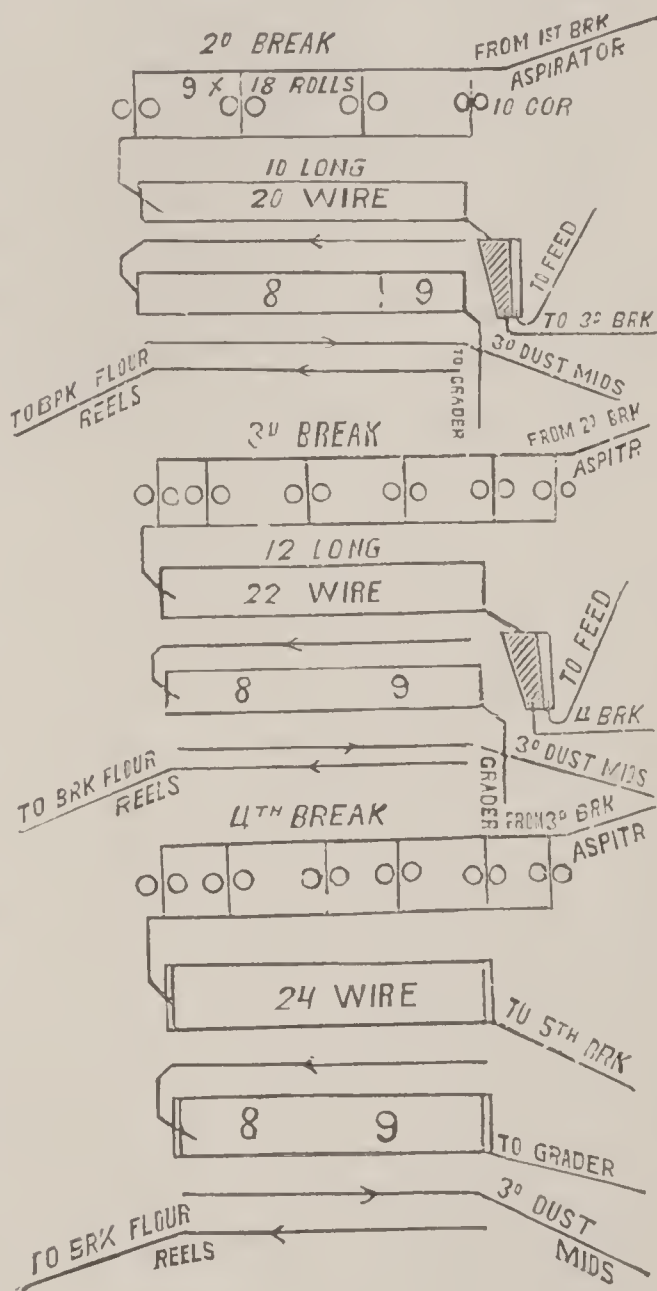 2D BREAK
FROM 1ST BRK
ASPIRATOR
9 X 18 ROLLS
10 COR
10 LONG
20 WIRE
TO FEED
8 9
TO 3D BRK
3D DUST MIDS
TO GRADER
TO BRK FLOUR
REELS
3D BREAK
FROM 2D BRK
ASPITR
12 LONG
22 WIRE
TO FEED
8 9
4 BRK
3D DUST MIDS
GRADER
TO BRK FLOUR
REELS
4TH BREAK
FROM 3D BRK
ASPITR
24 WIRE
TO 5TH BRK
8 9
TO GRADER
3D DUST
MIDS
TO BRK FLOUR
REELS